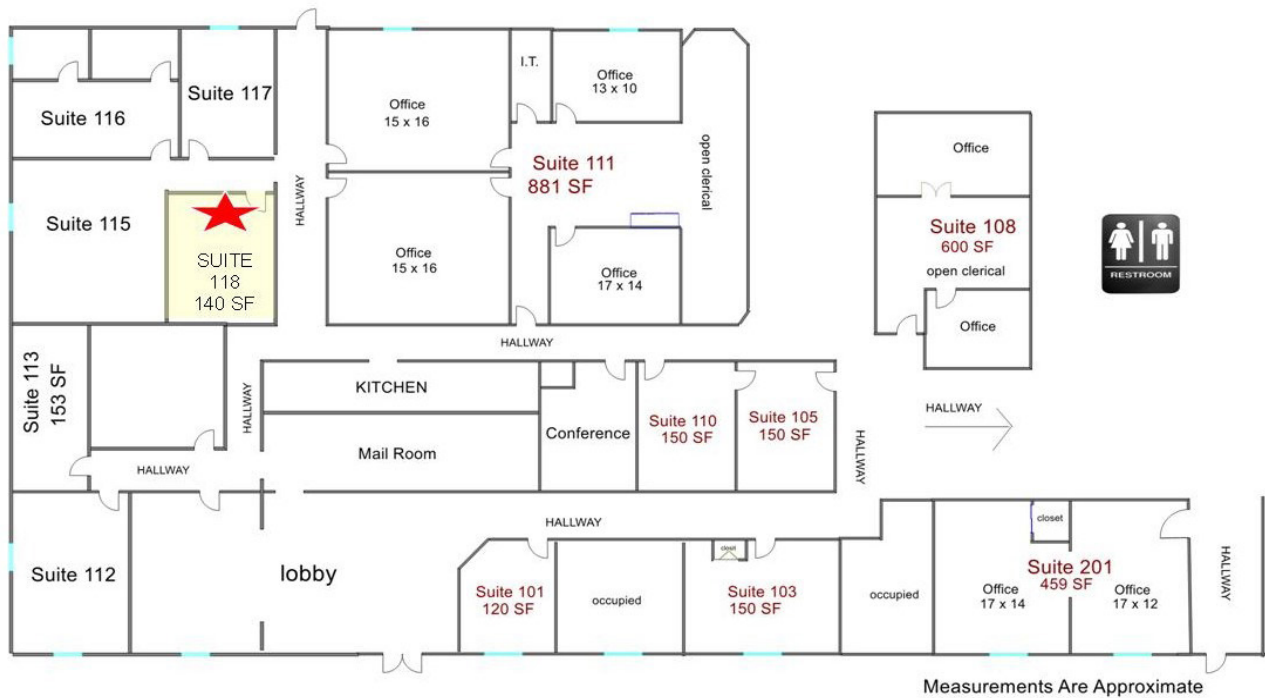 Suite 117
Suite 116
Office
15 x 16
I.T.
Office
13 x 10
Suite 111
881 SF
open clerical
HALLWAY
Office
Suite 108
600 SF
open clerical
Office
RESTROOM
Suite 115
SUITE
118
140 SF
Office
15 x 16
Office
17 x 14
HALLWAY
Suite 113
153 SF
HALLWAY
KITCHEN
Mail Room
Conference
Suite 110
150 SF
Suite 105
150 SF
HALLWAY
HALLWAY
HALLWAY
HALLWAY
Suite 112
lobby
Suite 101
120 SF
occupied
closet
Suite 103
150 SF
occupied
closet
Suite 201
459 SF
Office
17 x 14
Office
17 x 12
HALLWAY
Measurements Are Approximate